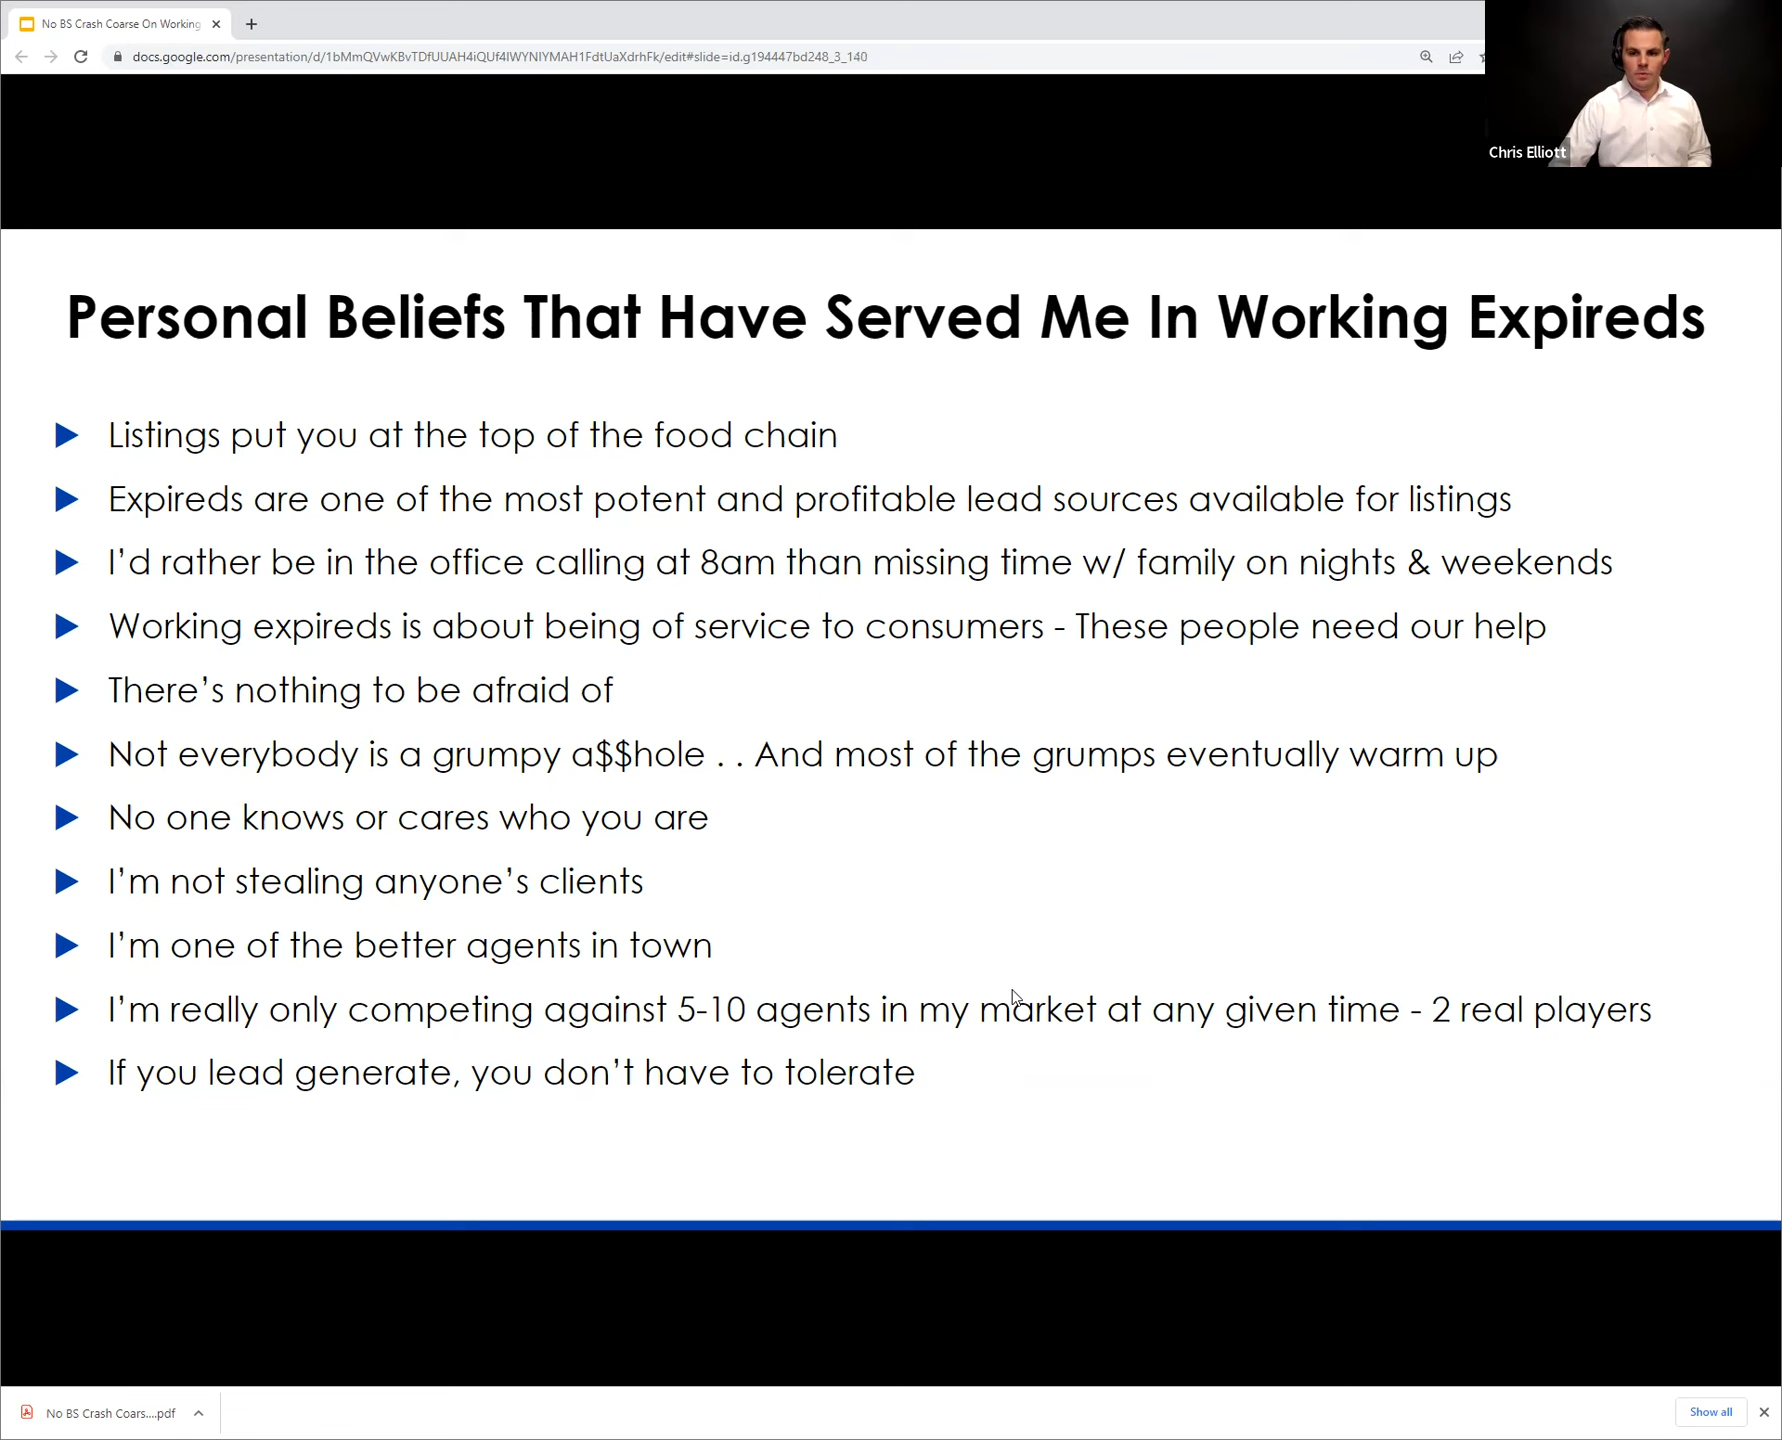 No BS Crash Coarse On Working
docs.google.com/presentation/d/1bMmQVwKBvTDfUUAH4iQUf4IWYNIYMAH1FdtUaXdrhFk/edit#slide=id.g194447bd248_3_140
Chris Elliott
Personal Beliefs That Have Served Me In Working Expireds
Listings put you at the top of the food chain
Expireds are one of the most potent and profitable lead sources available for listings
I’d rather be in the office calling at 8am than missing time w/ family on nights & weekends
Working expireds is about being of service to consumers - These people need our help
There’s nothing to be afraid of
Not everybody is a grumpy a$$hole . . And most of the grumps eventually warm up
No one knows or cares who you are
I’m not stealing anyone’s clients
I’m one of the better agents in town
I’m really only competing against 5-10 agents in my market at any given time - 2 real players
If you lead generate, you don’t have to tolerate
No BS Crash Coars....pdf
Show all